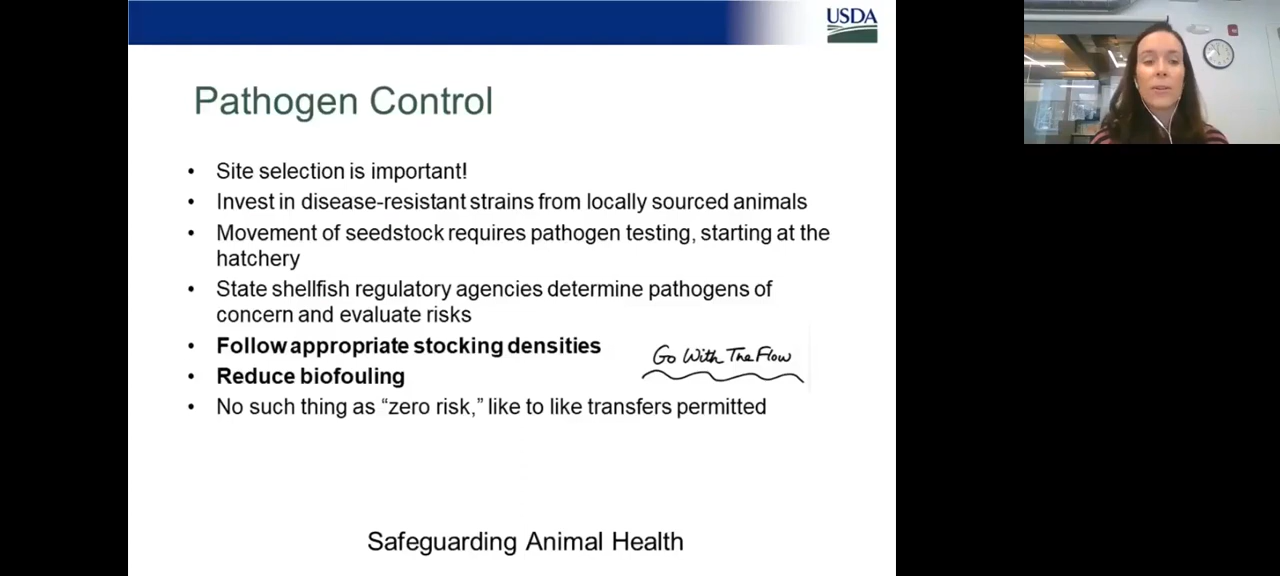 USDA
Pathogen Control
• Site selection is important!
• Invest in disease-resistant strains from locally sourced animals
• Movement of seedstock requires pathogen testing, starting at the
hatchery
• State shellfish regulatory agencies determine pathogens of
concern and evaluate risks
• Follow appropriate stocking densities
Go With The Flow
• Reduce biofouling
• No such thing as “zero risk,” like to like transfers permitted
Safeguarding Animal Health